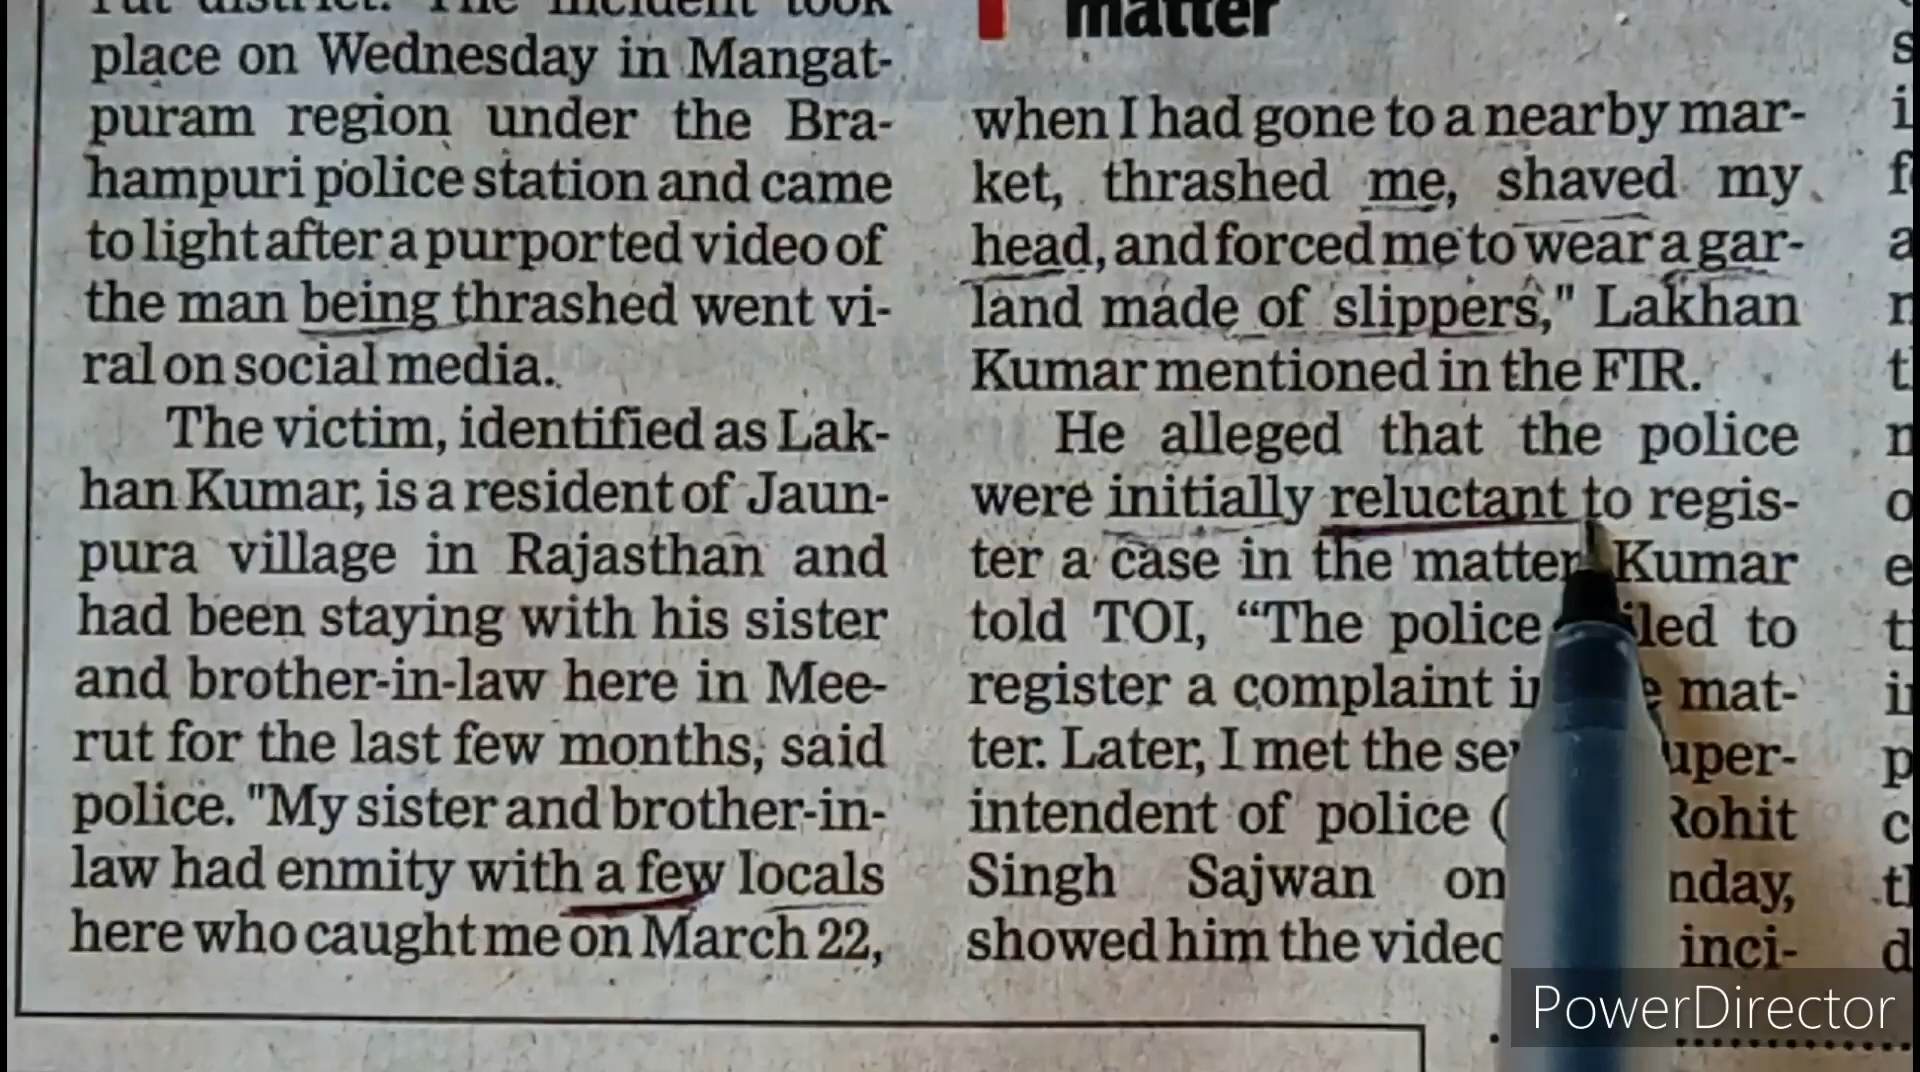 place on Wednesday in Mangat-
puram region under the Bra-
hampuri police station and came
to light after a purported video of
the man being thrashed went vi-
ral on social media.
The victim, identified as Lak-
han Kumar, is a resident of Jaun-
pura village in Rajasthan and
had been staying with his sister
and brother-in-law here in Mee-
rut for the last few months, said
police. "My sister and brother-in-
law had enmity with a few locals
here who caught me on March 22,
matter
when I had gone to a nearby mar-
ket, thrashed me, shaved my
head, and forced me to wear a gar-
land made of slippers," Lakhan
Kumar mentioned in the FIR.
He alleged that the police
were initially reluctant to regis-
ter a case in the matter Kumar
told TOI, “The police to
register a complaint mat-
ter. Later, I met the
intendent of police ( Rohit
Singh Sajwan on
showed him the inci-
PowerDirector